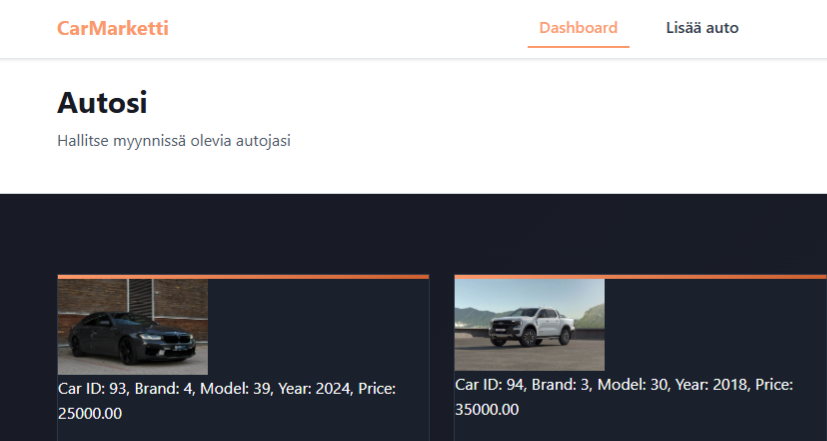 CarMarketti
Dashboard
Lisää auto
Autosi
Hallitse myynnissä olevia autojasi
Car ID: 93, Brand: 4, Model: 39, Year: 2024, Price:
25000.00
Car ID: 94, Brand: 3, Model: 30, Year: 2018, Price:
35000.00